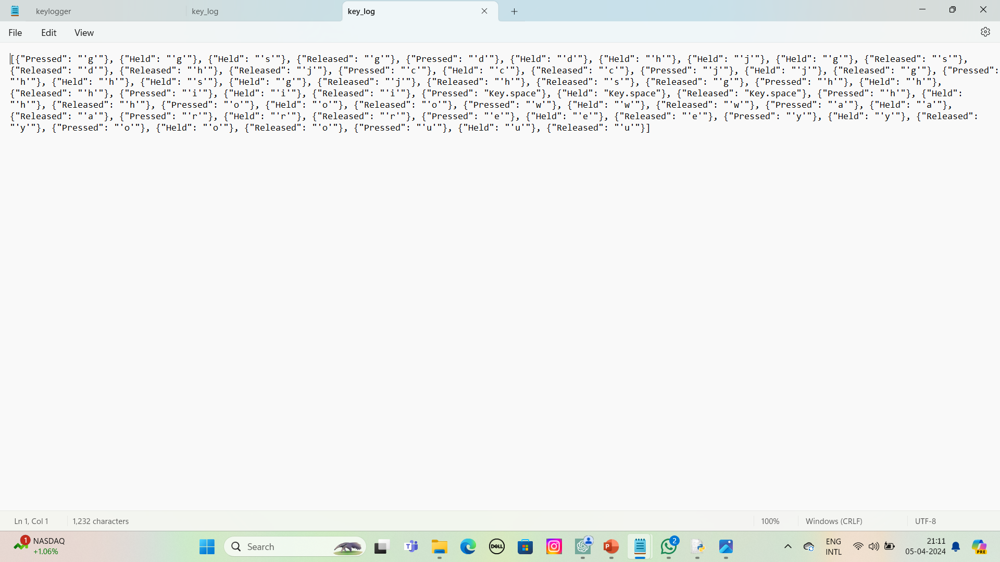 keylogger
key_log
key_log
File
Edit
View
[{"Pressed": "'g'"}, {"Held": "'g'"}, {"Held": "'s'"}, {"Released": "'g'"}, {"Pressed": "'d'"}, {"Held": "'d'"}, {"Held": "'h'"}, {"Held": "'j'"}, {"Held": "'g'"}, {"Released": "'s'"},
{"Released": "'d'"}, {"Released": "'h'"}, {"Released": "'j'"}, {"Pressed": "'c'"}, {"Held": "'c'"}, {"Released": "'c'"}, {"Pressed": "'j'"}, {"Held": "'j'"}, {"Released": "'g'"}, {"Pressed":
"'h'"}, {"Held": "'h'"}, {"Held": "'s'"}, {"Held": "'g'"}, {"Released": "'j'"}, {"Released": "'h'"}, {"Released": "'s'"}, {"Released": "'g'"}, {"Pressed": "'h'"}, {"Held": "'h'"},
{"Released": "'h'"}, {"Pressed": "'i'"}, {"Held": "'i'"}, {"Released": "'i'"}, {"Pressed": "Key.space"}, {"Held": "Key.space"}, {"Released": "Key.space"}, {"Pressed": "'h'"}, {"Held":
"'h'"}, {"Released": "'h'"}, {"Pressed": "'o'"}, {"Held": "'o'"}, {"Released": "'o'"}, {"Pressed": "'w'"}, {"Held": "'w'"}, {"Released": "'w'"}, {"Pressed": "'a'"}, {"Held": "'a'"},
{"Released": "'a'"}, {"Pressed": "'r'"}, {"Held": "'r'"}, {"Released": "'r'"}, {"Pressed": "'e'"}, {"Held": "'e'"}, {"Released": "'e'"}, {"Pressed": "'y'"}, {"Held": "'y'"}, {"Released":
"'y'"}, {"Pressed": "'o'"}, {"Held": "'o'"}, {"Released": "'o'"}, {"Pressed": "'u'"}, {"Held": "'u'"}, {"Released": "'u'"}]
Ln 1, Col 1
1,232 characters
100%
Windows (CRLF)
UTF-8
1
NASDAQ
+1.06%
Search
DELL
2
ENG
INTL
21:11
05-04-2024
PRE